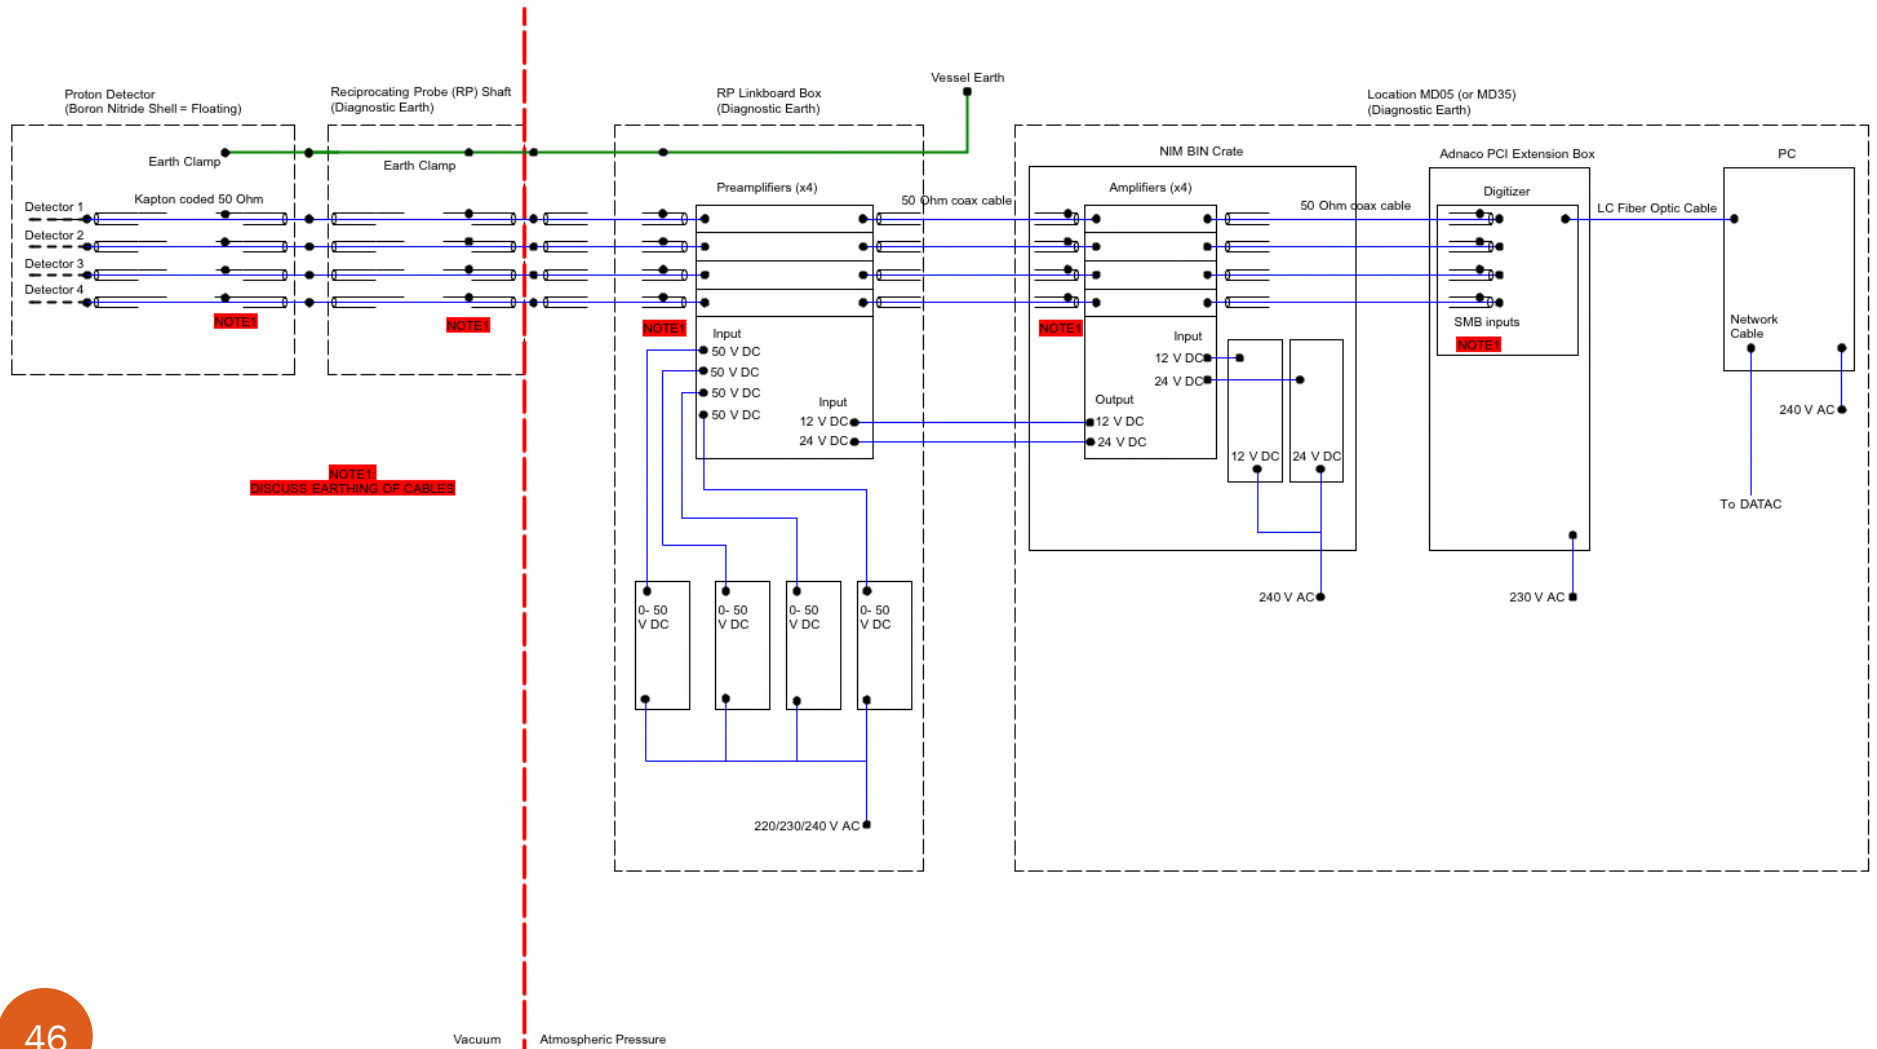 Vessel Earth
Proton Detector
(Boron Nitride Shell = Floating)
Reciprocating Probe (RP) Shaft
(Diagnostic Earth)
RP Linkboard Box
(Diagnostic Earth)
Location MD05 (or MD35)
(Diagnostic Earth)
Earth Clamp
Earth Clamp
NIM BIN Crate
Adnaco PCI Extension Box
PC
Kapton coded 50 Ohm
Preamplifiers (x4)
50 Ohm coax cable
Amplifiers (x4)
50 Ohm coax cable
Digitizer
LC Fiber Optic Cable
Detector 1
Detector 2
Detector 3
Detector 4
NOTE1
NOTE1
NOTE1
NOTE1
SMB inputs
NOTE1
Network
Cable
Input
50 V DC
50 V DC
50 V DC
50 V DC
Input
12 V DC
24 V DC
Input
12 V DC
24 V DC
Output
12 V DC
24 V DC
12 V DC
24 V DC
240 V AC
To DATAC
NOTE1:
DISCUSS EARTHING OF CABLES
0- 50
V DC
0- 50
V DC
0- 50
V DC
0- 50
V DC
240 V AC
230 V AC
220/230/240 V AC
Vacuum
Atmospheric Pressure
46